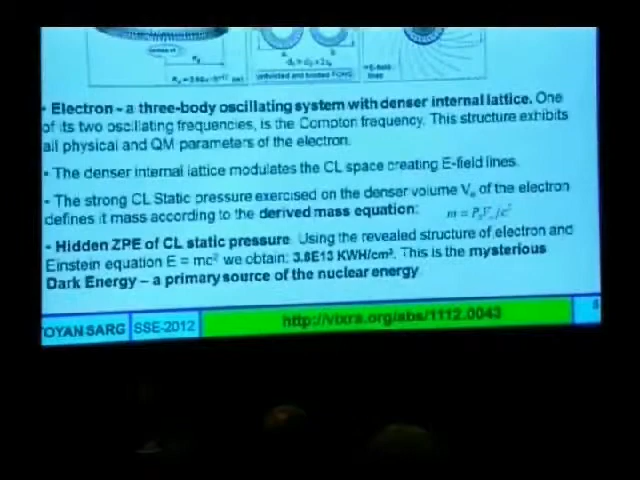 • Electron – a three-body oscillating system with denser internal lattice. One
of its two oscillating frequencies, is the Compton frequency. This structure exhibits
all physical and QM parameters of the electron.
• The denser internal lattice modulates the CL space creating E-field lines.
- The strong CL Static pressure exercised on the denser volume Ve of the electron
defines it mass according to the derived mass equation: m = PsVe/c²
• Hidden ZPE of CL static pressure. Using the revealed structure of electron and
Einstein equation E = mc² we obtain: 3.8E13 KWH/cm³. This is the mysterious
Dark Energy – a primary source of the nuclear energy
TOYAN SARG SSE-2012 http://vixra.org/abs/1112.0043